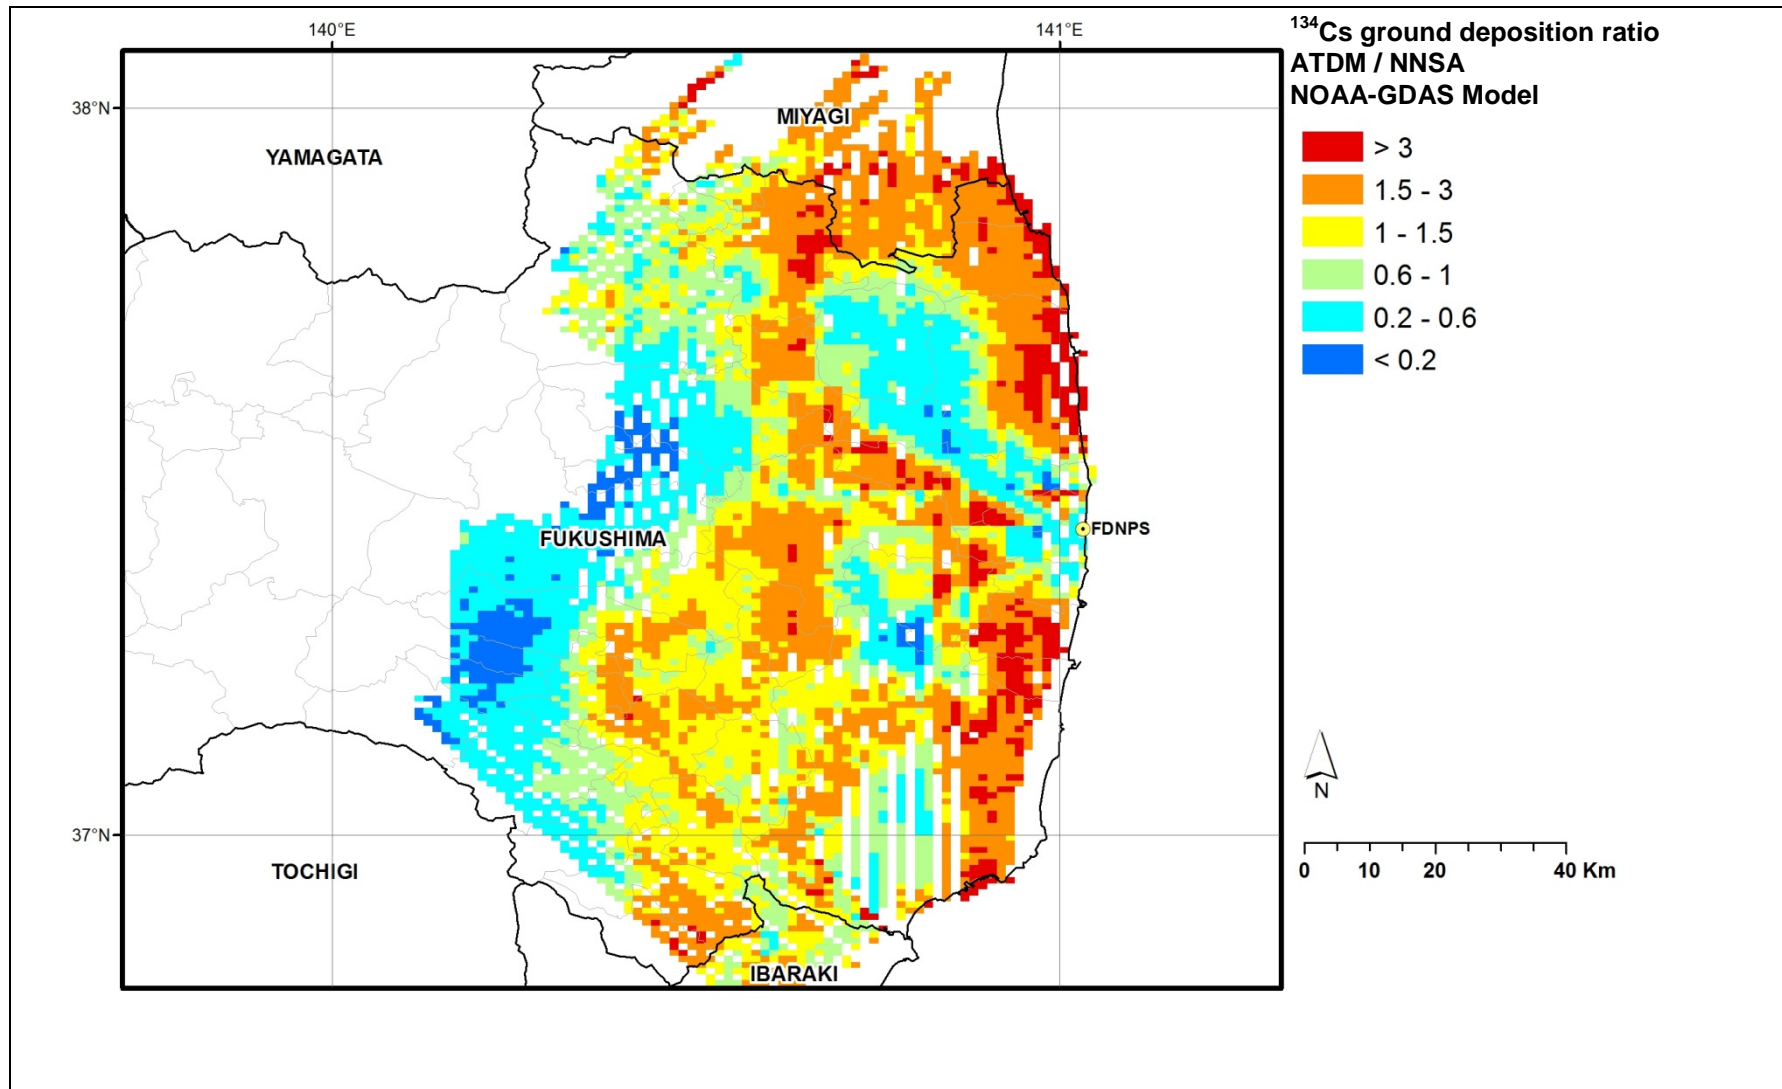 140°E
141°E
38°N
37°N
MIYAGI
YAMAGATA
FUKUSHIMA
FDNPS
TOCHIGI
IBARAKI
¹³⁴Cs ground deposition ratio
ATDM / NNSA
NOAA-GDAS Model
> 3
1.5 - 3
1 - 1.5
0.6 - 1
0.2 - 0.6
< 0.2
N
0 10 20 40 Km